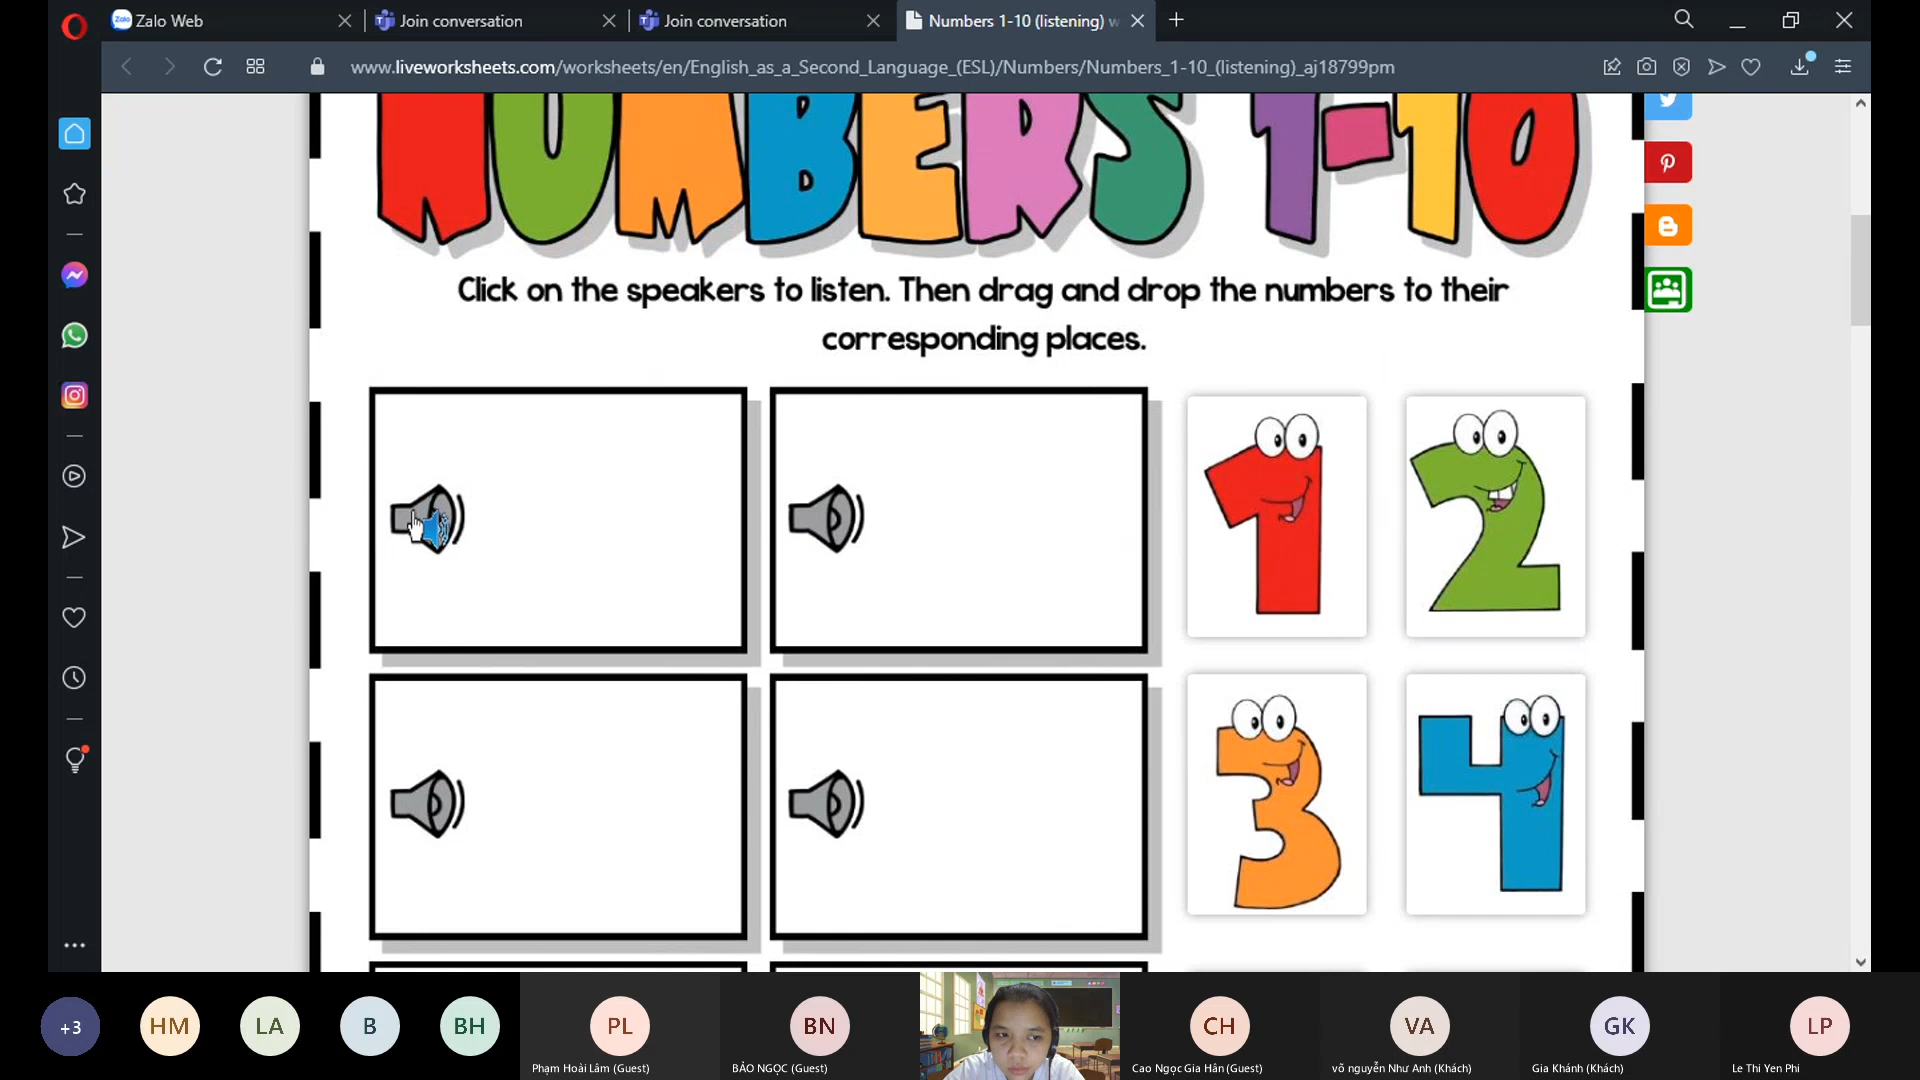 Zalo Web
Join conversation
Join conversation
Numbers 1-10 (listening) w
www.liveworksheets.com/worksheets/en/English_as_a_Second_Language_(ESL)/Numbers/Numbers_1-10_(listening)_aj18799pm
NUMBERS 1-10
Click on the speakers to listen. Then drag and drop the numbers to their
corresponding places.
1
2
3
4
+3
HM
LA
B
BH
PL
BN
CH
VA
GK
LP
Phạm Hoài Lâm (Guest)
BẢO NGỌC (Guest)
Cao Ngọc Gia Hân (Guest)
võ nguyễn Như Anh (Khách)
Gia Khánh (Khách)
Le Thi Yen Phi